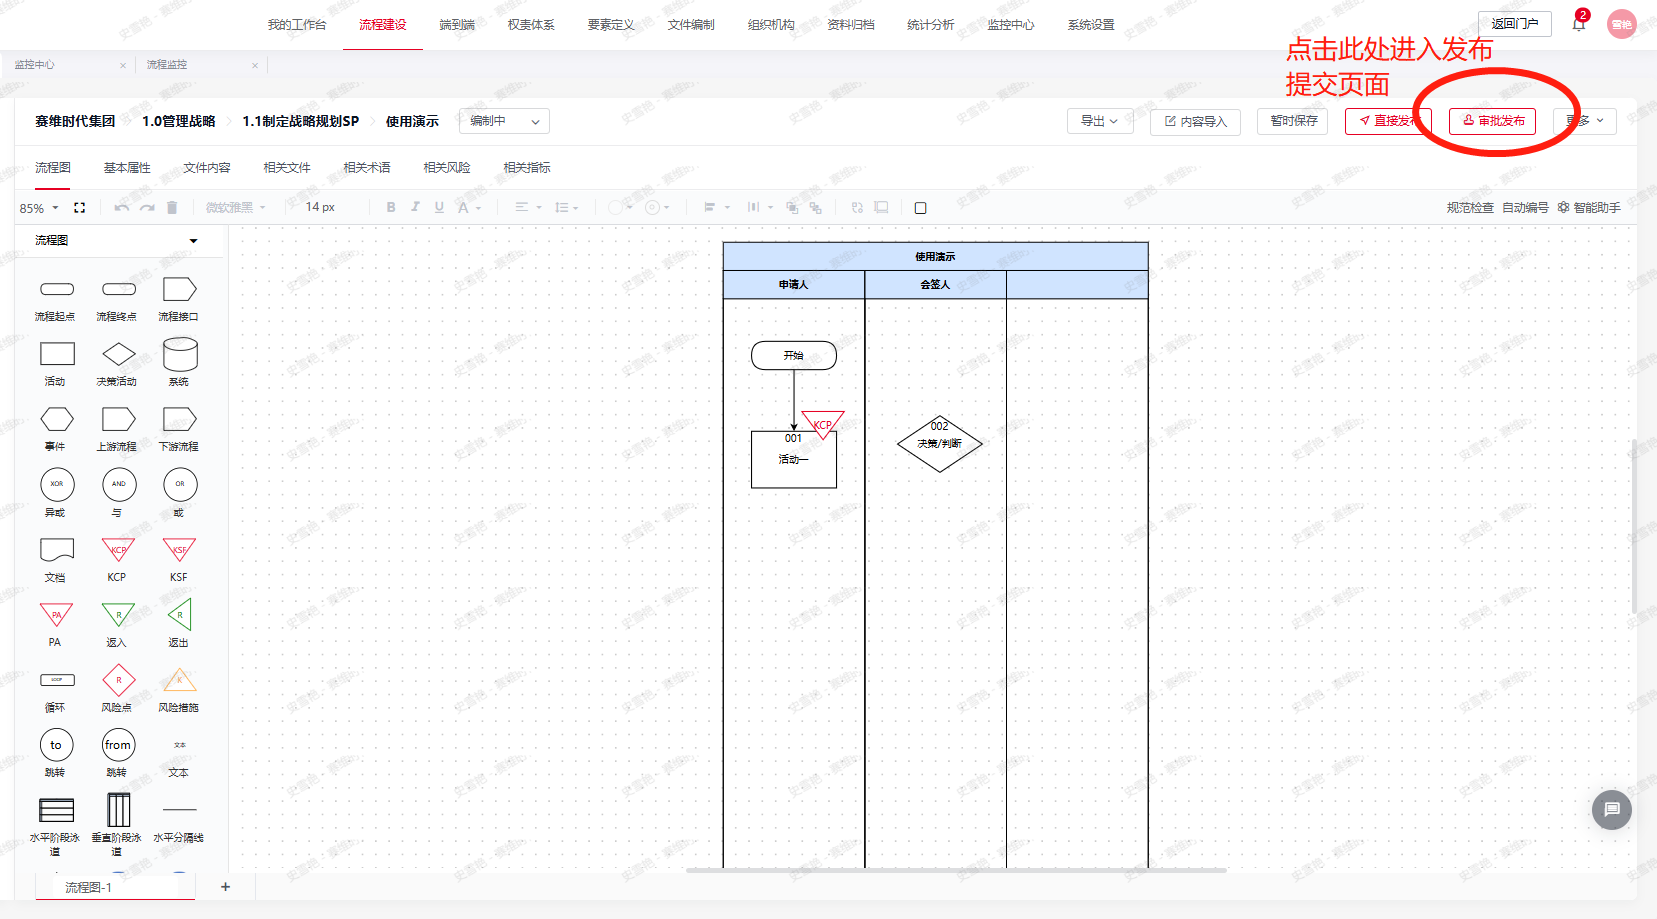 我的工作台 流程建设 端到端 权责体系 要素定义 文件编制 组织机构 资料归档 统计分析 监控中心 系统设置 返回门户 2 雪艳
点击此处进入发布
提交页面
监控中心 × 流程监控 ×
赛维时代集团 1.0管理战略 1.1制定战略规划SP 使用演示 编制中 导出 内容导入 暂时保存 直接发布 审批发布 更多
流程图 基本属性 文件内容 相关文件 相关术语 相关风险 相关指标
85% 微软雅黑 14 px B I U A 规范检查 自动编号 智能助手
流程图
流程起点 流程终点 流程接口
活动 决策活动 系统
事件 上游流程 下游流程
XOR AND OR
异或 与 或
KCP KSF
文档 KCP KSF
PA R R
PA 返入 返出
LOOP R K
循环 风险点 风险措施
to from 文本
跳转 跳转 文本
水平阶段泳道 垂直阶段泳道 水平分隔线
使用演示
申请人 会签人
开始
KCP
001
活动一
002
决策/判断
流程图-1 +